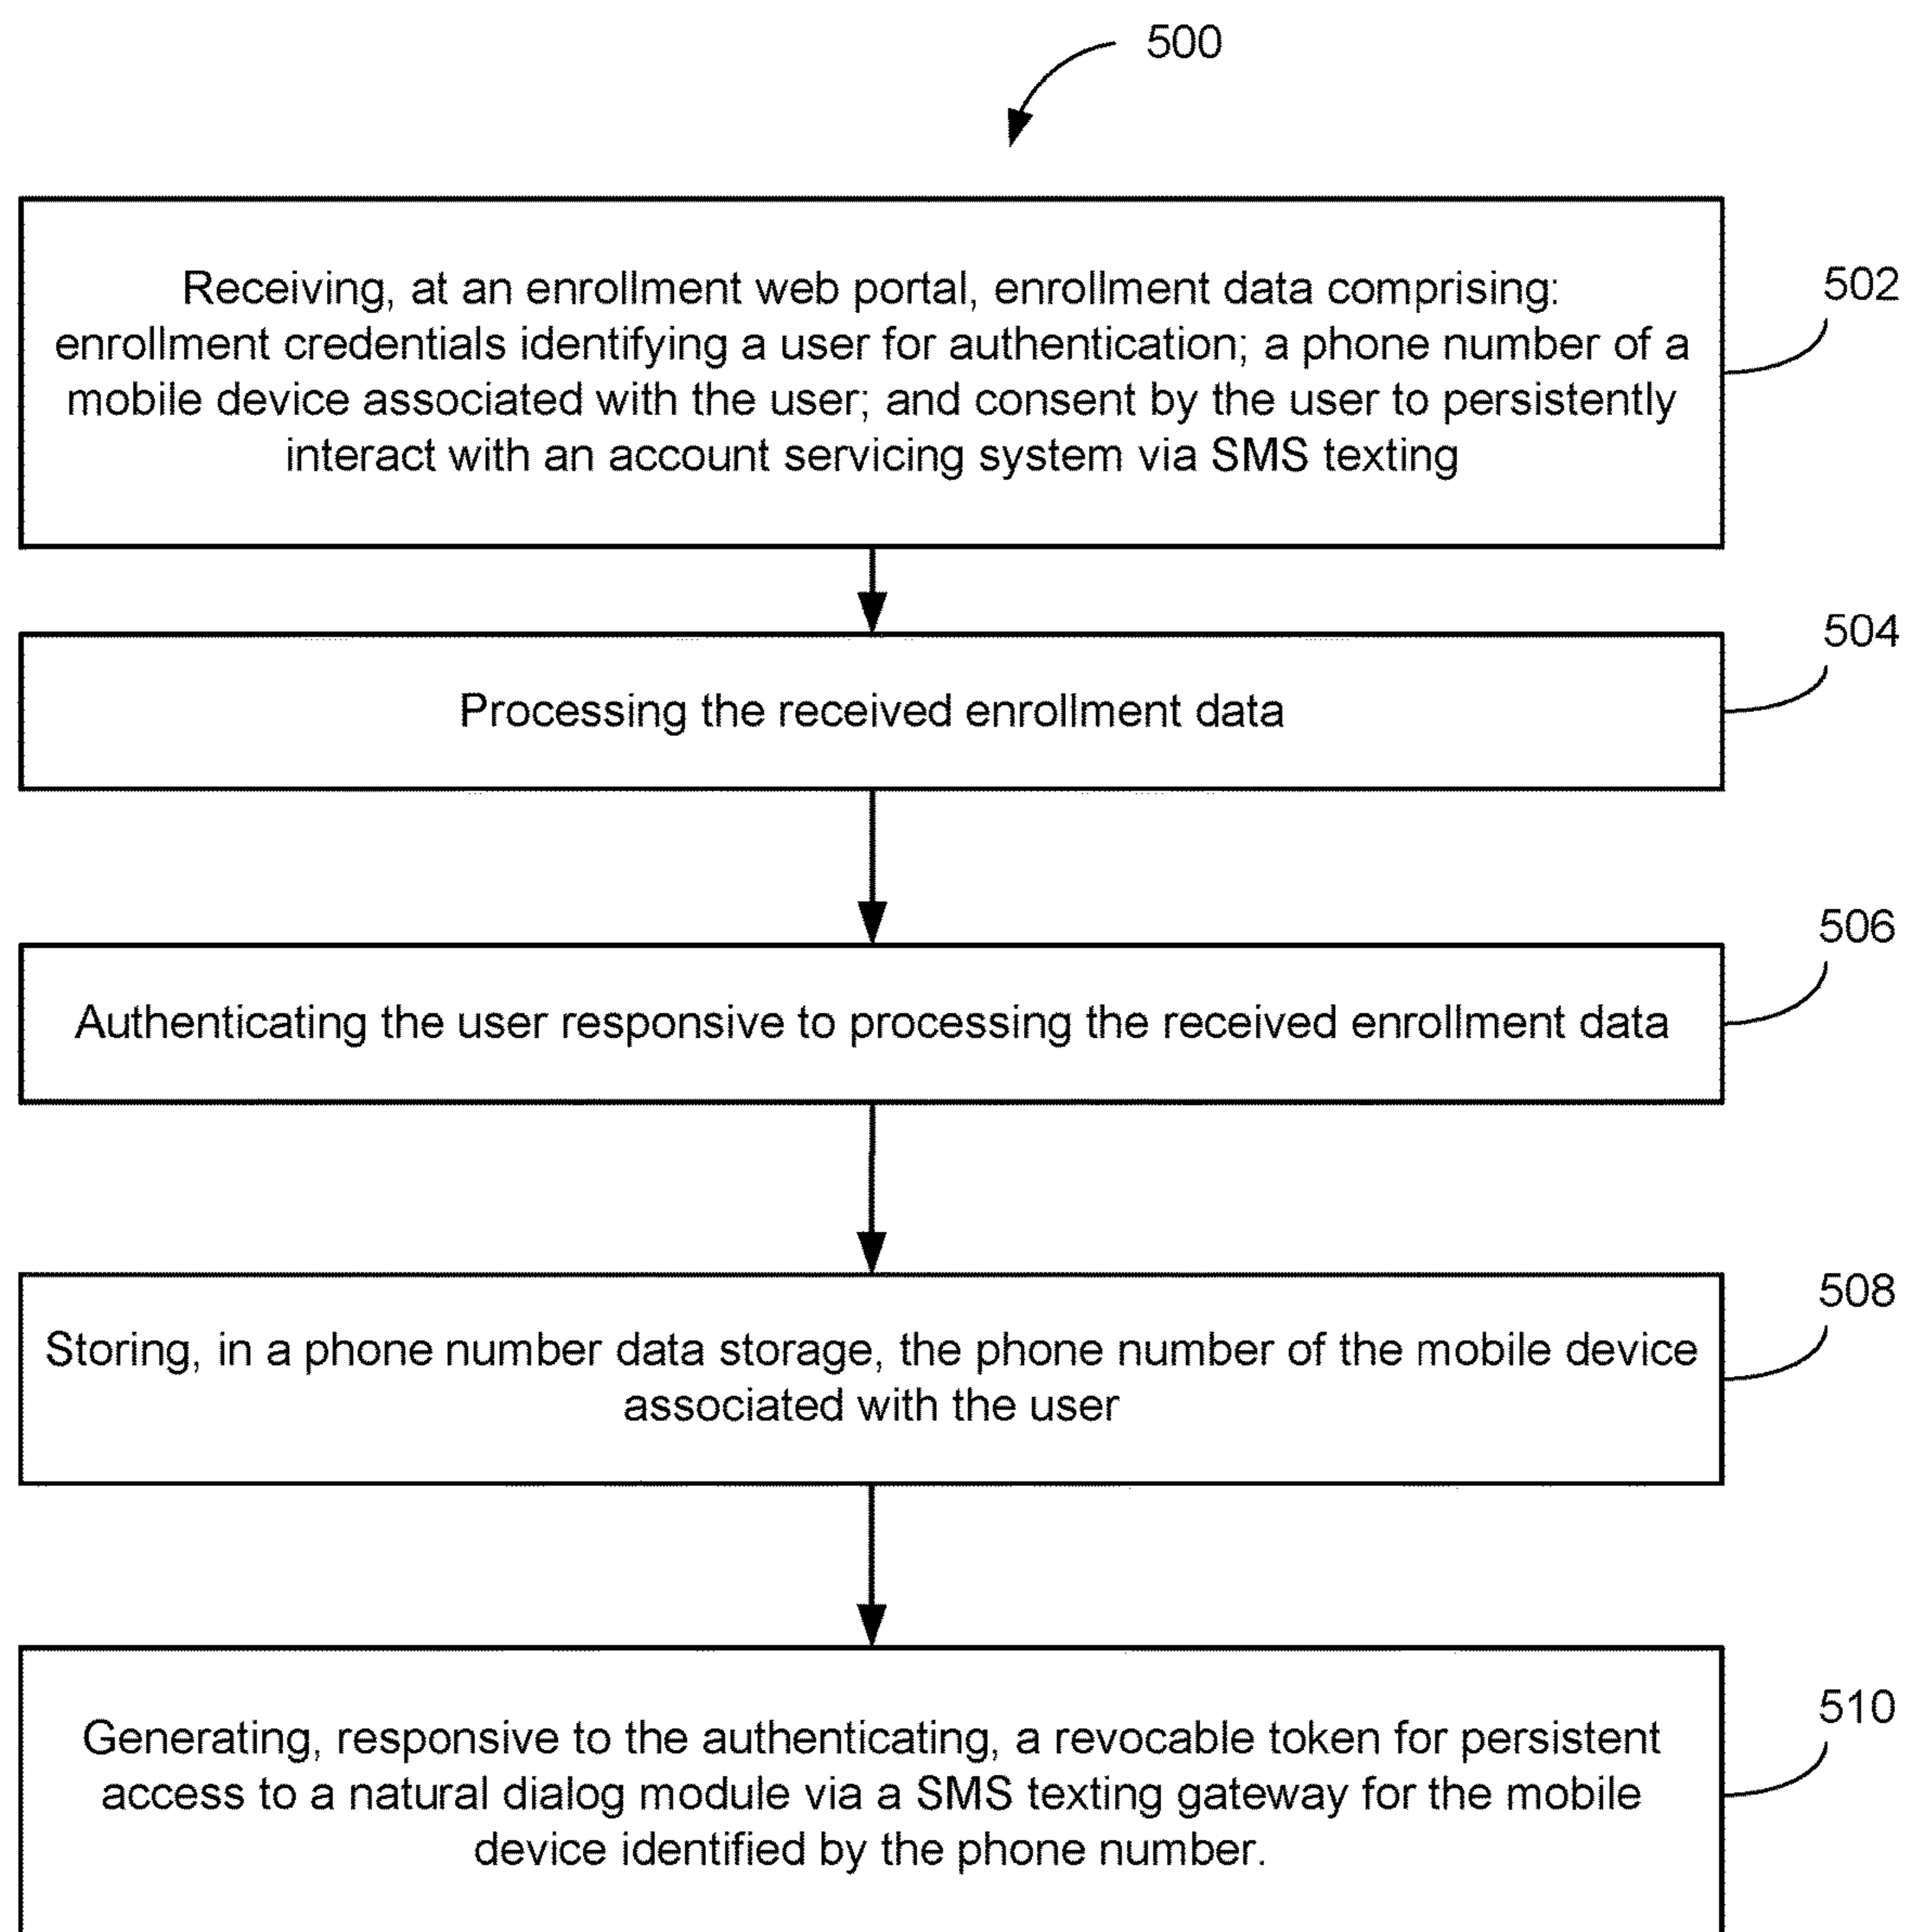 500
Receiving, at an enrollment web portal, enrollment data comprising:
enrollment credentials identifying a user for authentication; a phone number of a
mobile device associated with the user; and consent by the user to persistently
interact with an account servicing system via SMS texting
502
504
Processing the received enrollment data
506
Authenticating the user responsive to processing the received enrollment data
508
Storing, in a phone number data storage, the phone number of the mobile device
associated with the user
510
Generating, responsive to the authenticating, a revocable token for persistent
access to a natural dialog module via a SMS texting gateway for the mobile
device identified by the phone number.